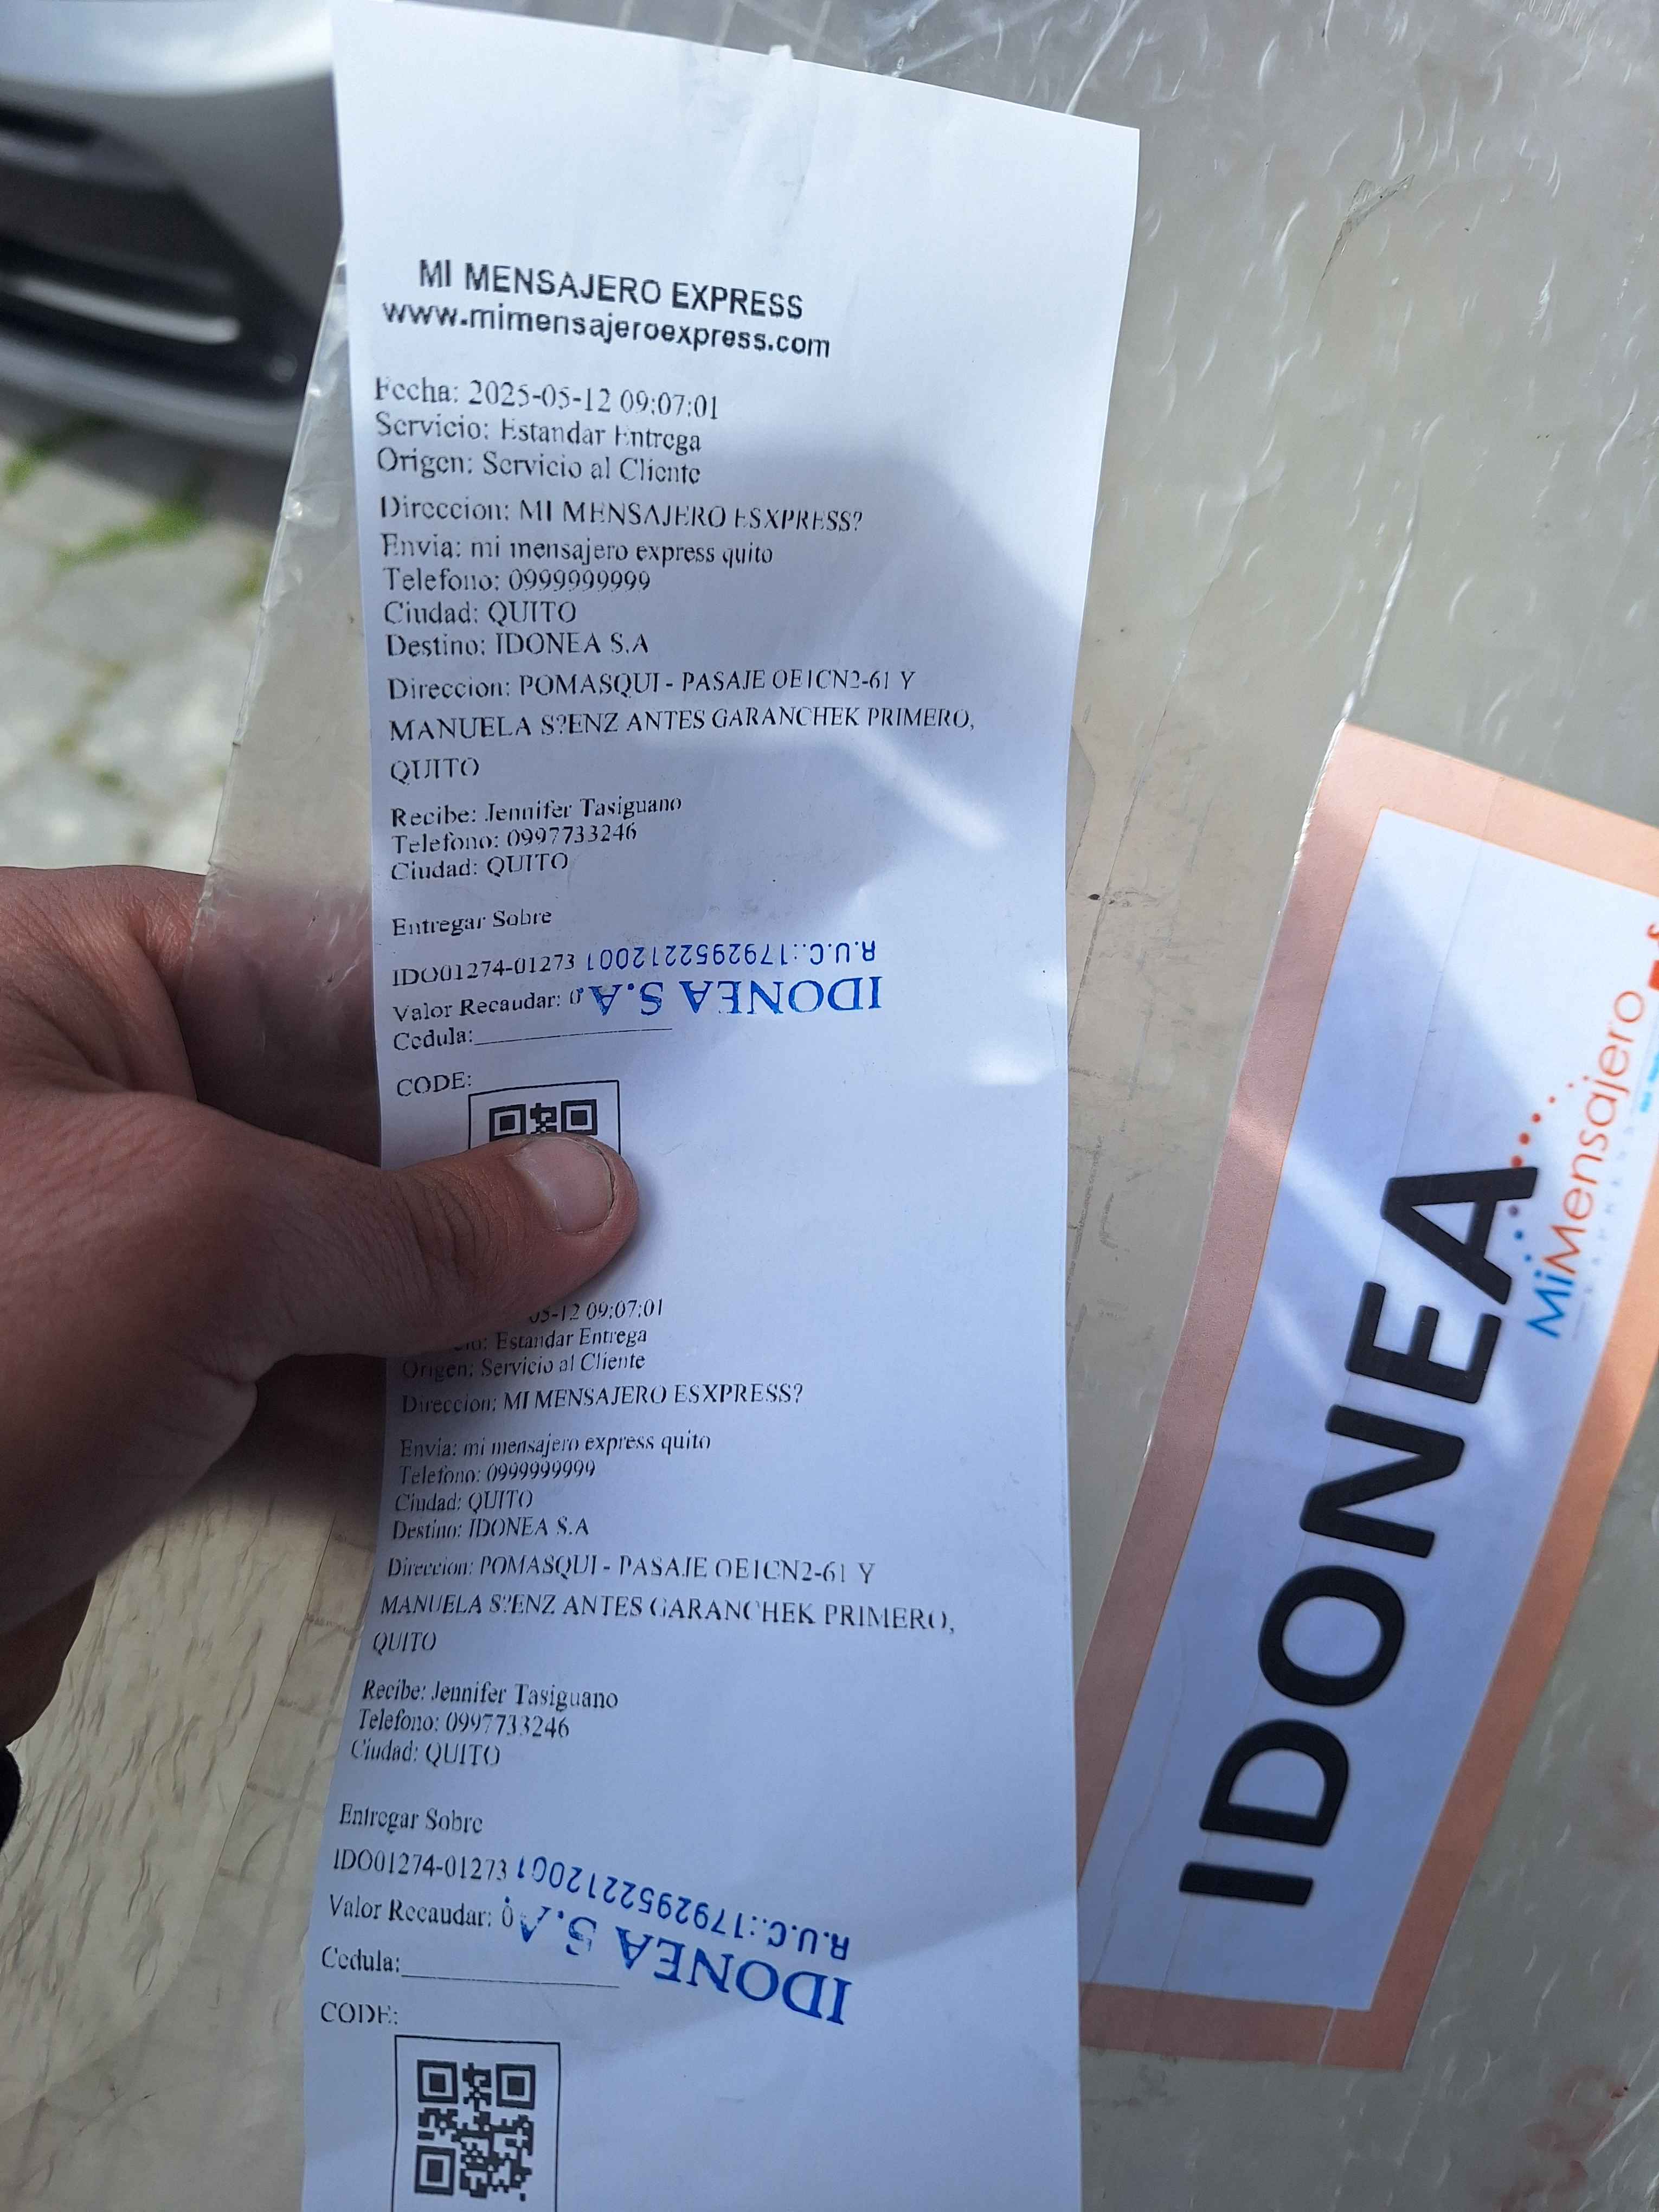 MI MENSAJERO EXPRESS
www.mimensajeroexpress.com
Fecha: 2025-05-12 09:07:01
Servicio: Estandar Entrega
Origen: Servicio al Cliente
Direccion: MI MENSAJERO ESXPRESS?
Envia: mi mensajero express quito
Telefono: 0999999999
Ciudad: QUITO
Destino: IDONEA S.A
Direccion: POMASQUI - PASAJE OE1CN2-61 Y
MANUELA S?ENZ ANTES GARANCHEK PRIMERO,
QUITO
Recibe: Jennifer Tasiguano
Telefono: 0997733246
Ciudad: QUITO
Entregar Sobre
IDO01274-01273
Valor Recaudar: 0
IDONEA S.A.
R.U.C.:1792952212001
Cedula:
CODE:
05-12 09:07:01
Estandar Entrega
Origen: Servicio al Cliente
Direccion: MI MENSAJERO ESXPRESS?
Envia: mi mensajero express quito
Telefono: 0999999999
Ciudad: QUITO
Destino: IDONEA S.A
Direccion: POMASQUI - PASAJE OE1CN2-61 Y
MANUELA S?ENZ ANTES GARANCHEK PRIMERO,
QUITO
Recibe: Jennifer Tasiguano
Telefono: 0997733246
Ciudad: QUITO
Entregar Sobre
IDO01274-01273
Valor Recaudar: 0
IDONEA S.A.
R.U.C.:1792952212001
Cedula:
CODE:
IDONEA
MiMensajero